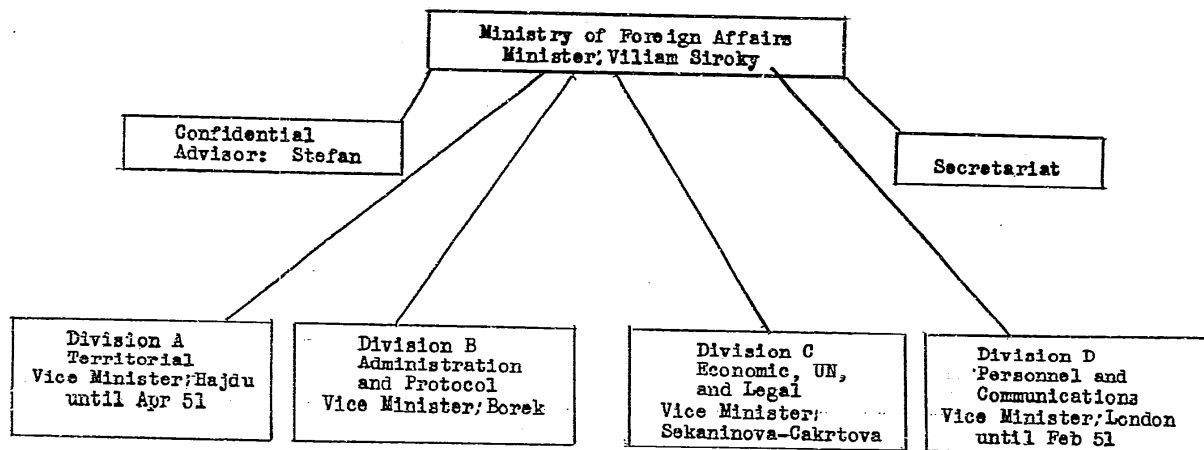 Ministry of Foreign Affairs
Minister; Viliam Siroky
Confidential
Advisor: Stefan
Secretariat
Division A
Territorial
Vice Minister; Hajdu
until Apr 51
Division B
Administration
and Protocol
Vice Minister; Borek
Division C
Economic, UN,
and Legal
Vice Minister;
Sekaninova-Cakrtova
Division D
Personnel and
Communications
Vice Minister; London
until Feb 51